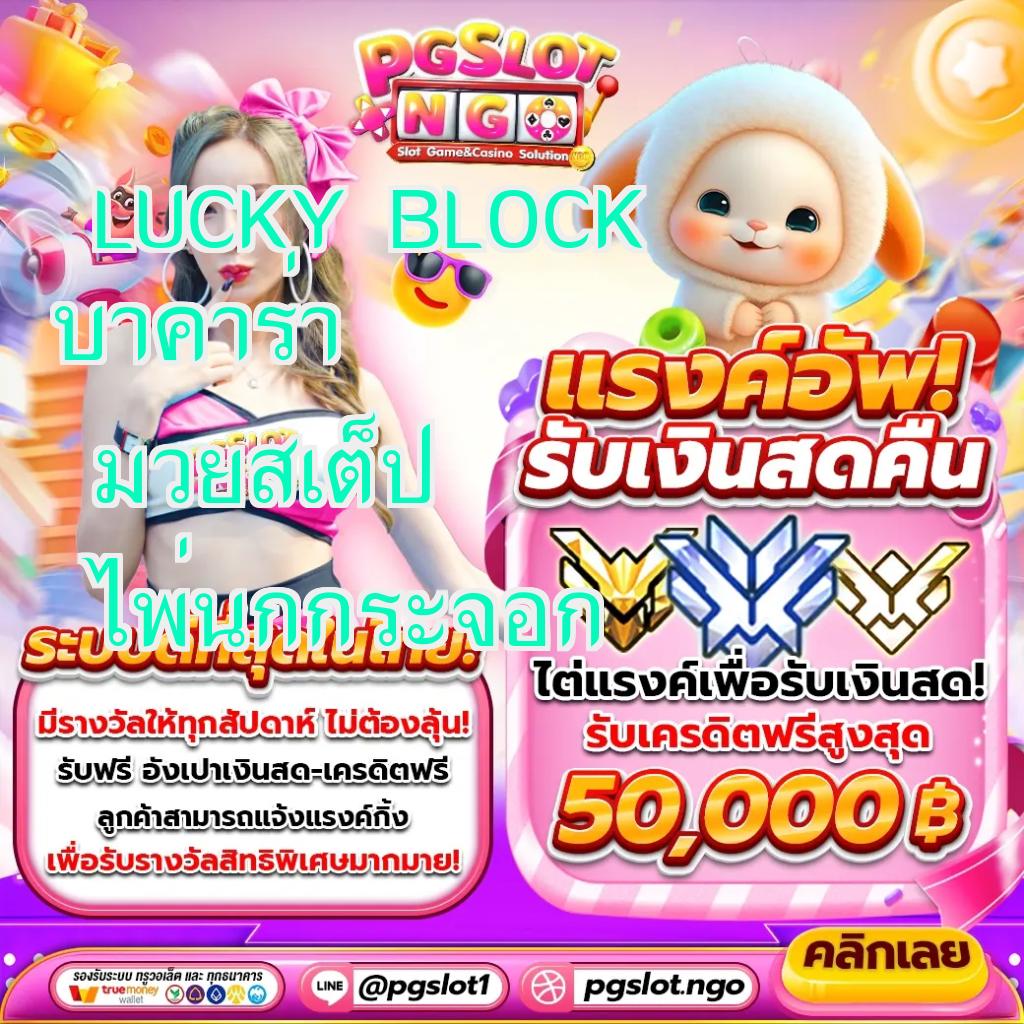 PGSLOT
NGO
Slot Game&Casino Solution
LUCKY BLOCK
บาคาร่า
มวยสเต็ป
ไพ่นกกระจอก
แรงค์อัพ!
รับเงินสดคืน
ไต่แรงค์เพื่อรับเงินสด!
รับเครดิตฟรีสูงสุด
50,000฿
มีรางวัลให้ทุกสัปดาห์ ไม่ต้องลุ้น!
รับฟรี อังเปาเงินสด-เครดิตฟรี
ลูกค้าสามารถแจ้งแรงค์กิ้ง
เพื่อรับรางวัลสิทธิพิเศษมากมาย!
คลิกเลย
รองรับระบบ ทรูวอเล็ต และ ทุกธนาคาร
truemoney
wallet
LINE @pgslot1
pgslot.ngo